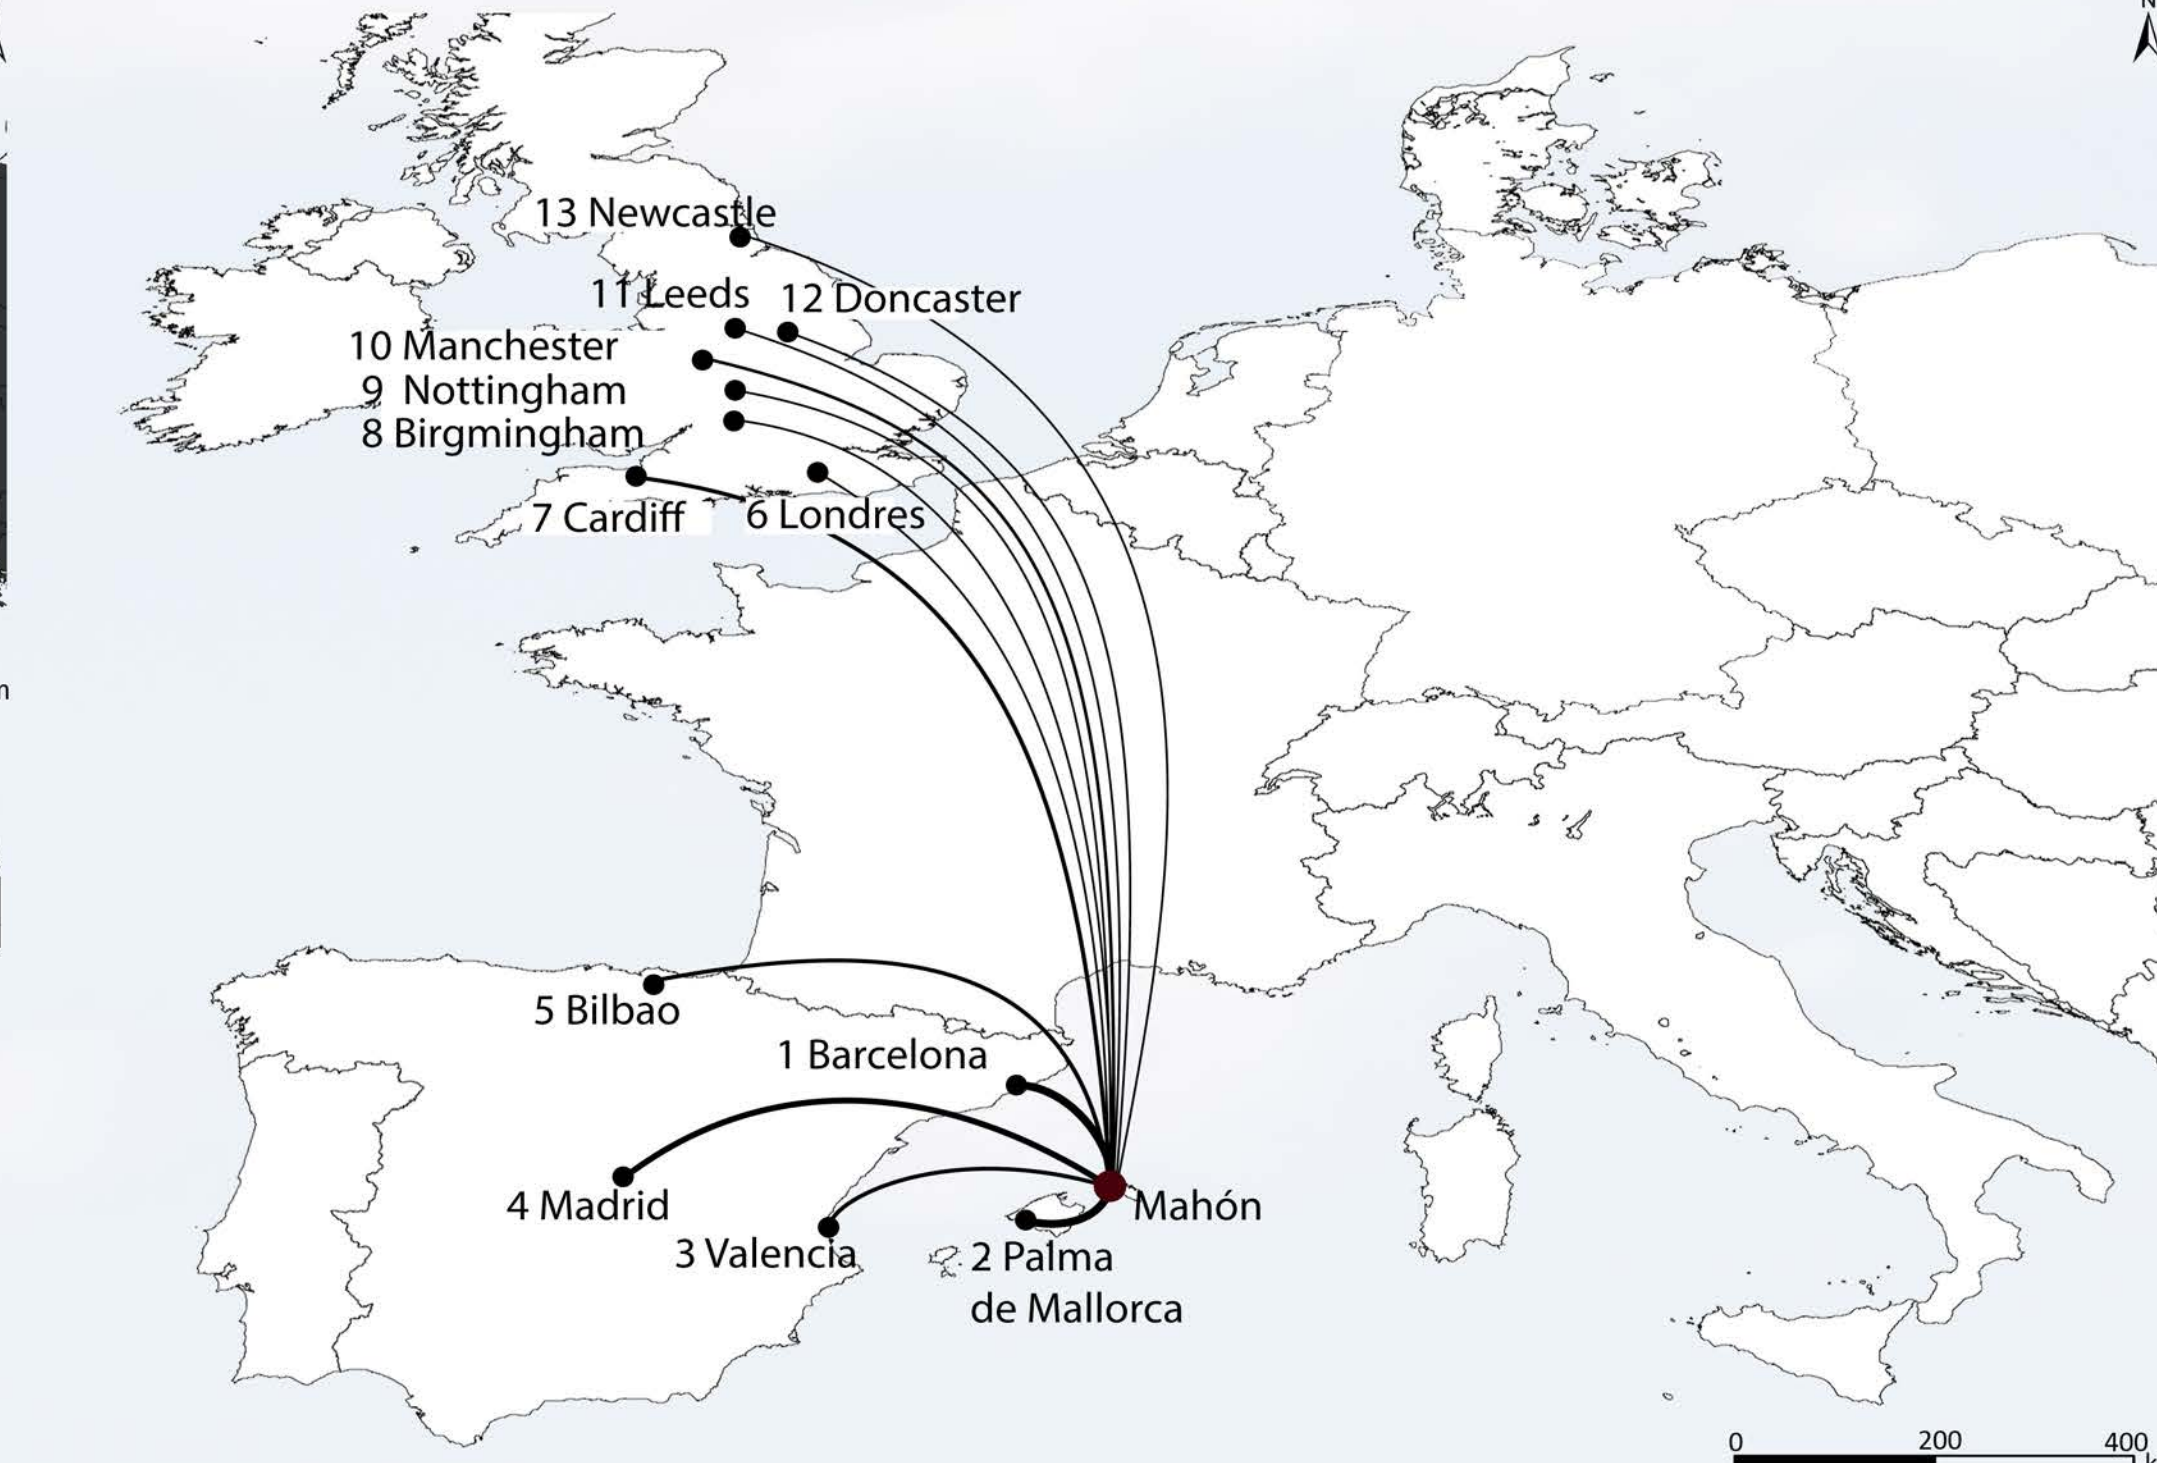 N
13 Newcastle
11 Leeds
12 Doncaster
10 Manchester
9 Nottingham
8 Birgmingham
7 Cardiff
6 Londres
5 Bilbao
1 Barcelona
4 Madrid
Mahón
3 Valencia
2 Palma
de Mallorca
0 200 400